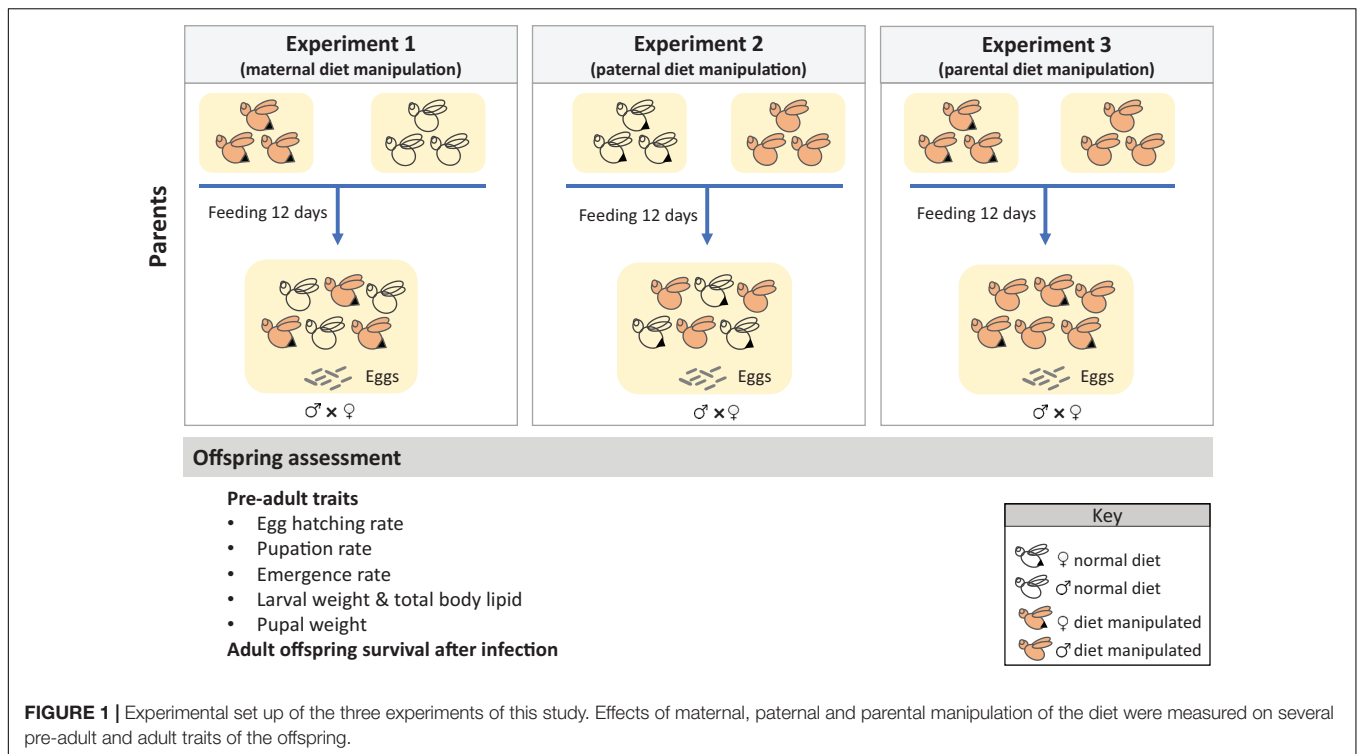 Experiment 1
(maternal diet manipulation)
Experiment 2
(paternal diet manipulation)
Experiment 3
(parental diet manipulation)
Parents
Feeding 12 days
Feeding 12 days
Feeding 12 days
Eggs
Eggs
Eggs
♂ x ♀
♂ x ♀
♂ x ♀
Offspring assessment
Pre-adult traits
• Egg hatching rate
• Pupation rate
• Emergence rate
• Larval weight & total body lipid
• Pupal weight
Adult offspring survival after infection
Key
♀ normal diet
♂ normal diet
♀ diet manipulated
♂ diet manipulated
FIGURE 1 | Experimental set up of the three experiments of this study. Effects of maternal, paternal and parental manipulation of the diet were measured on several
pre-adult and adult traits of the offspring.